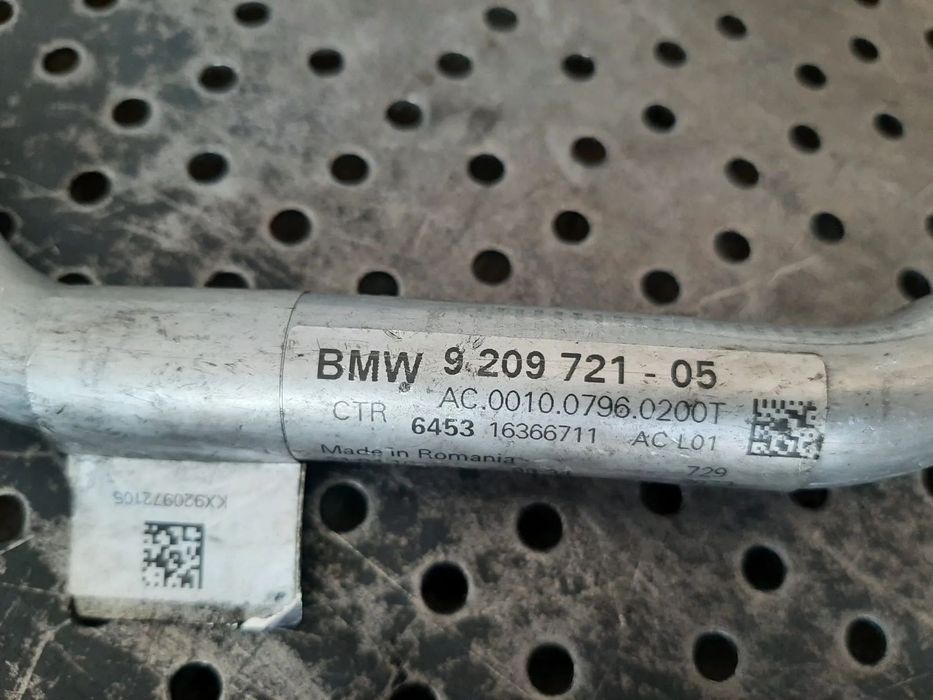 BMW 9 209 721 - 05
AC.0010.0796.0200T
CTR 6453 16366711 AC L01
Made in Romania
729
KX920972105